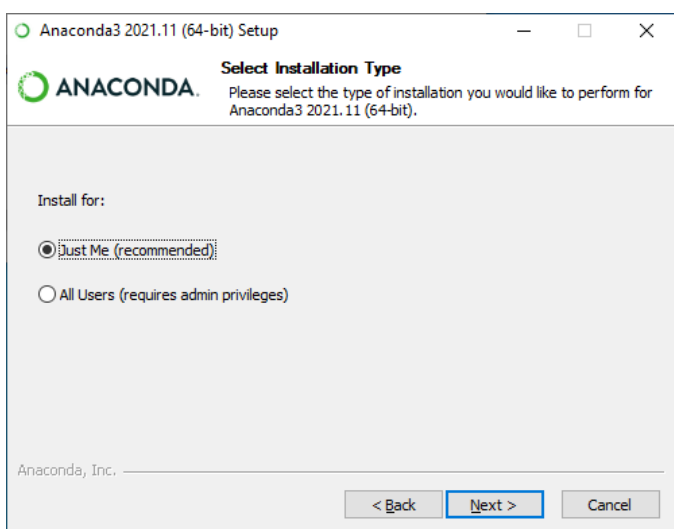 Anaconda3 2021.11 (64-bit) Setup
ANACONDA.
Select Installation Type
Please select the type of installation you would like to perform for
Anaconda3 2021.11 (64-bit).
Install for:
Just Me (recommended)
All Users (requires admin privileges)
Anaconda, Inc.
< Back Next > Cancel